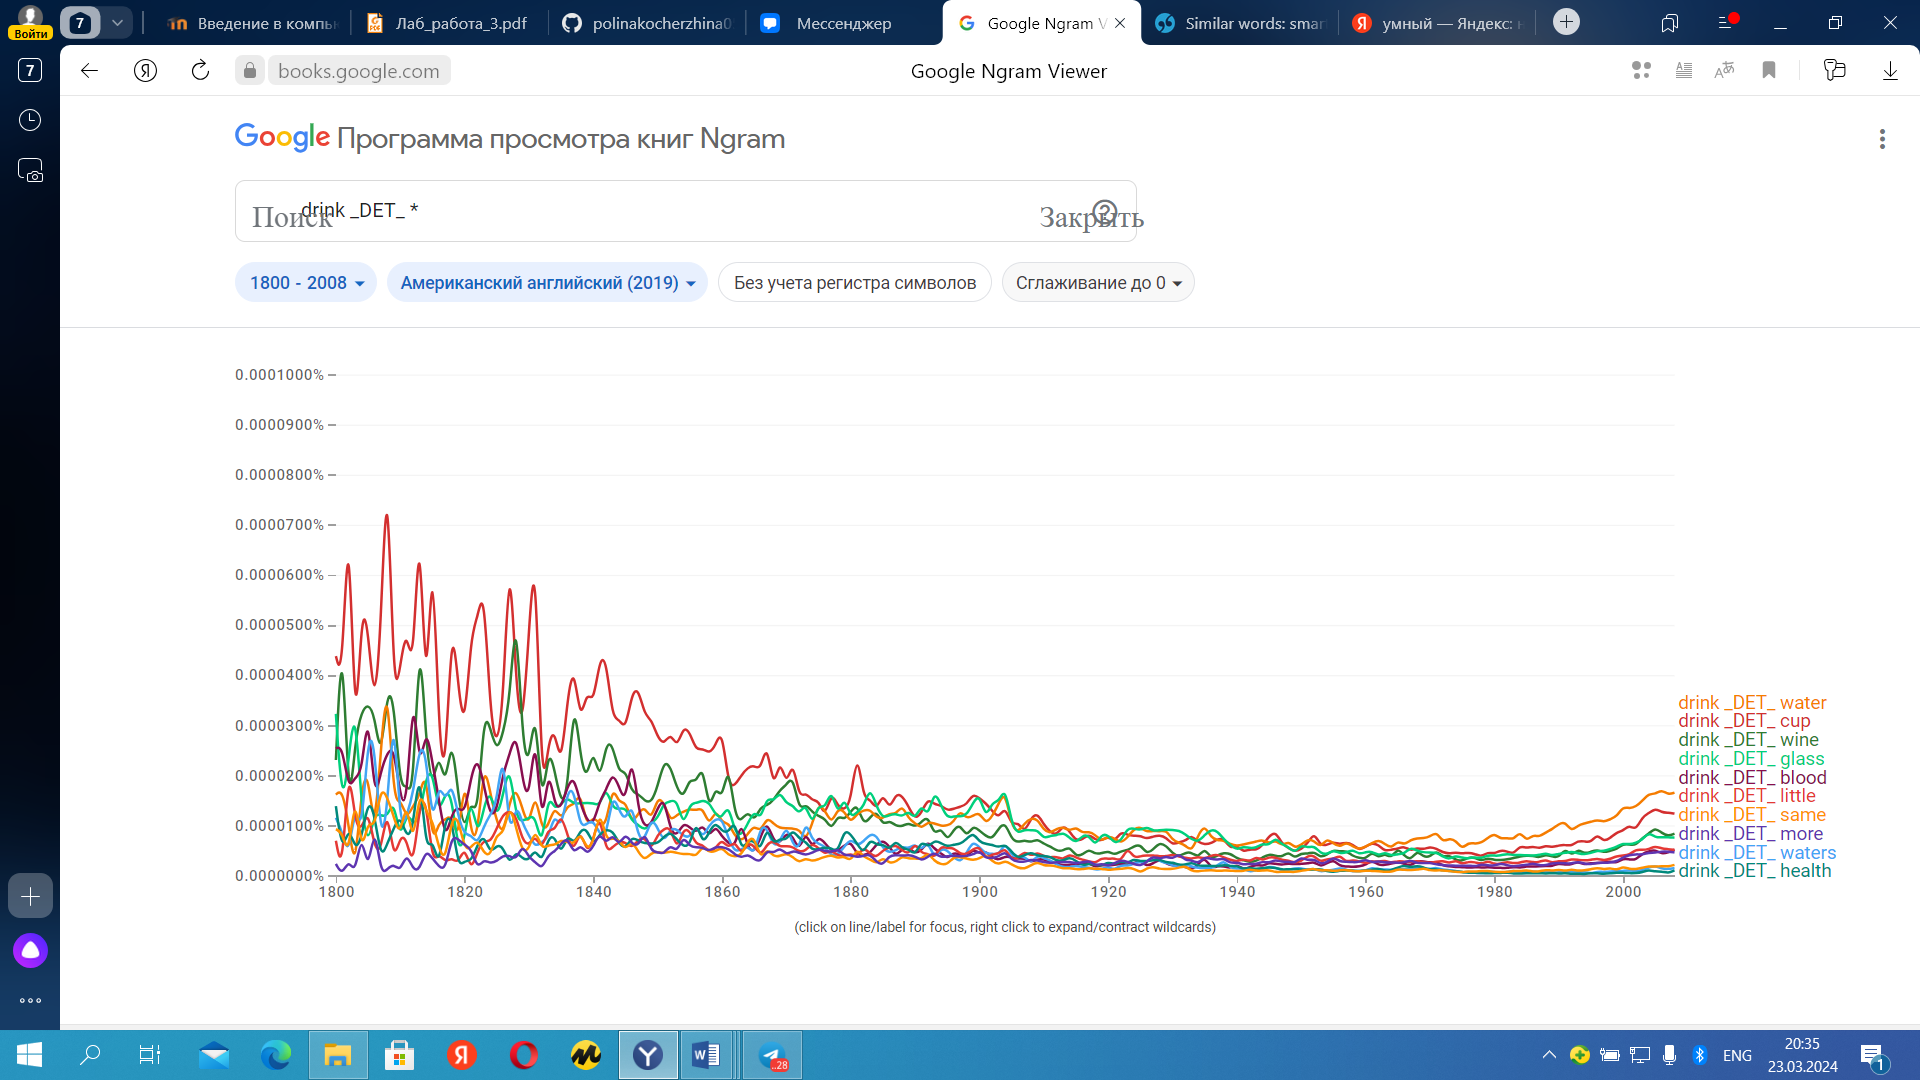 Войти
7
Введение в компь
Лаб_работа_3.pdf
polinakocherzhina0
Мессенджер
Google Ngram V
Similar words: smar
умный — Яндекс: н
7
books.google.com
Google Ngram Viewer
Google Программа просмотра книг Ngram
Поиск
drink _DET_ *
Закрыть
1800 - 2008
Американский английский (2019)
Без учета регистра символов
Сглаживание до 0
0.0001000%
0.0000900%
0.0000800%
0.0000700%
0.0000600%
0.0000500%
0.0000400%
0.0000300%
0.0000200%
0.0000100%
0.0000000%
1800 1820 1840 1860 1880 1900 1920 1940 1960 1980 2000
drink _DET_ water
drink _DET_ cup
drink _DET_ wine
drink _DET_ glass
drink _DET_ blood
drink _DET_ little
drink _DET_ same
drink _DET_ more
drink _DET_ waters
drink _DET_ health
(click on line/label for focus, right click to expand/contract wildcards)
..28
ENG
20:35
23.03.2024
1